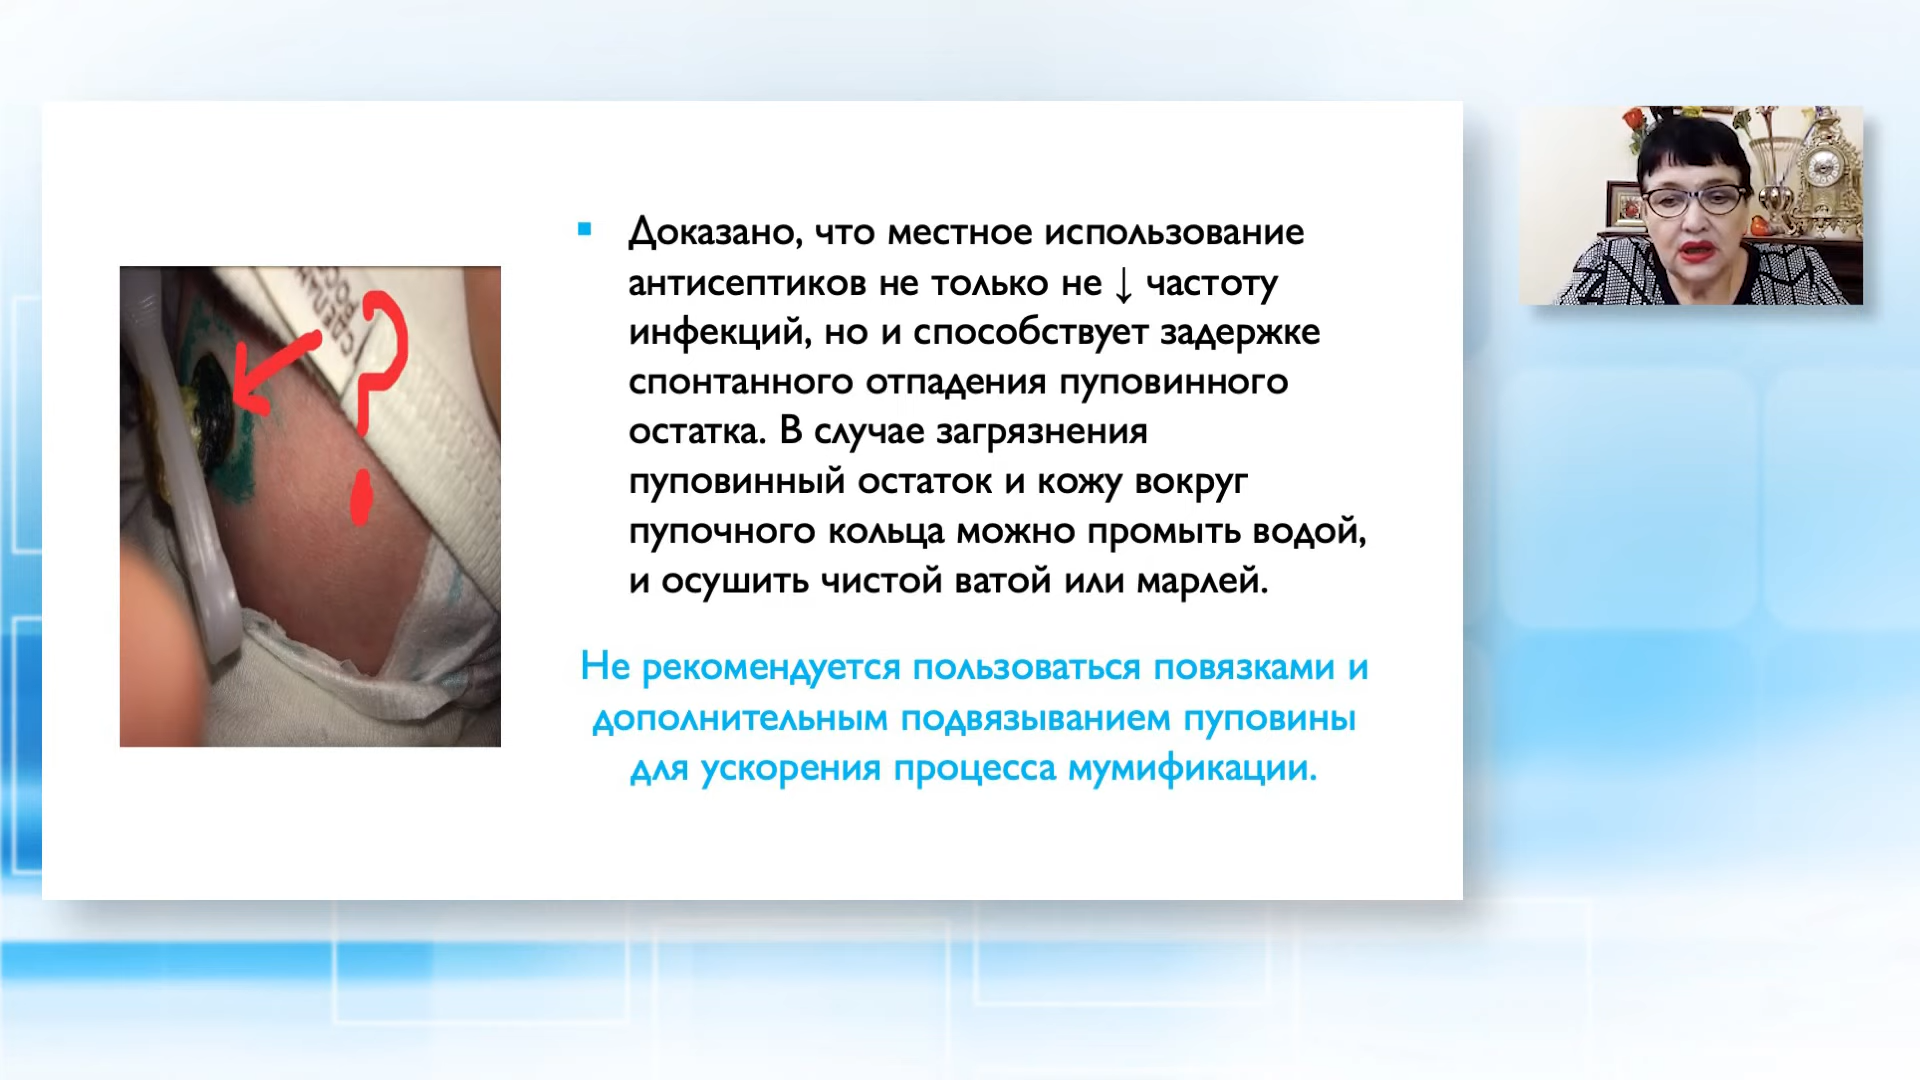 Доказано, что местное использование
антисептиков не только не ↓ частоту
инфекций, но и способствует задержке
спонтанного отпадения пуповинного
остатка. В случае загрязнения
пуповинный остаток и кожу вокруг
пупочного кольца можно промыть водой,
и осушить чистой ватой или марлей.
Не рекомендуется пользоваться повязками и
дополнительным подвязыванием пуповины
для ускорения процесса мумификации.
?